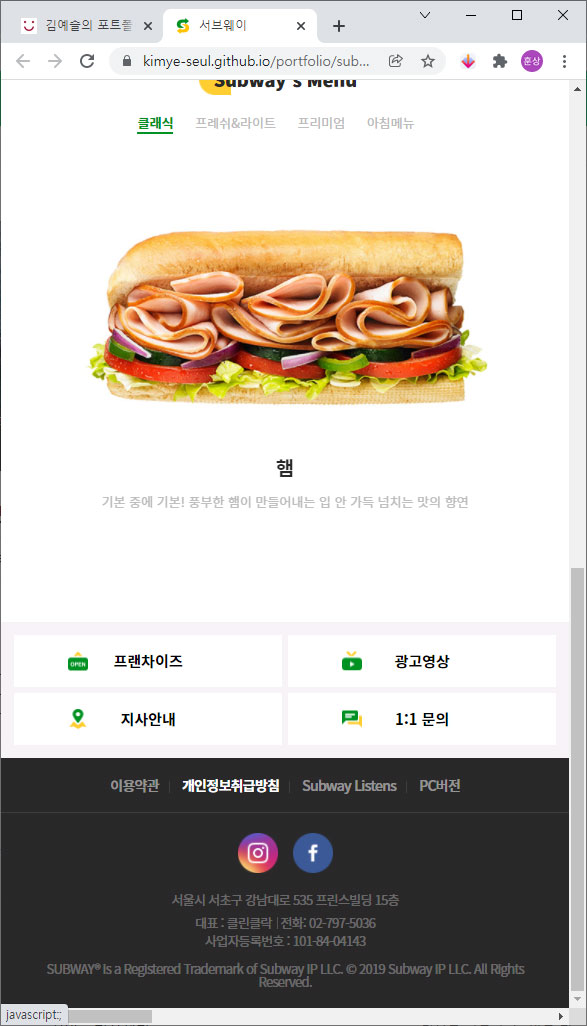 김예슬의 포트폴
서브웨이
kimye-seul.github.io/portfolio/sub...
훈상
Subway's Menu
클래식 프레쉬&라이트 프리미엄 아침메뉴
햄
기본 중에 기본! 풍부한 햄이 만들어내는 입 안 가득 넘치는 맛의 향연
OPEN 프랜차이즈 광고영상
지사안내 1:1 문의
이용약관 | 개인정보취급방침 | Subway Listens | PC버전
서울시 서초구 강남대로 535 프린스빌딩 15층
대표 : 클린클락 | 전화: 02-797-5036
사업자등록번호 : 101-84-04143
SUBWAY® is a Registered Trademark of Subway IP LLC. © 2019 Subway IP LLC. All Rights
Reserved.
javascript:;